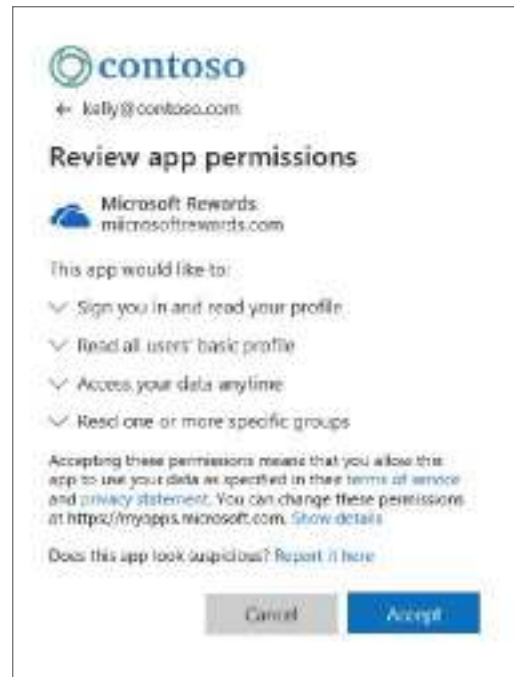 contoso
← kelly@contoso.com
Review app permissions
Microsoft Rewards
miicrosoftrewards.com
This app would like to:
Sign you in and read your profile
Read all users' basic profile
Access your data anytime
Read one or more specific groups
Accepting these permissions means that you allow this
app to use your data as specified in their terms of service
and privacy statement. You can change these permissions
at https://myapps.microsoft.com. Show details
Does this app look suspicious? Report it here
Cancel
Accept